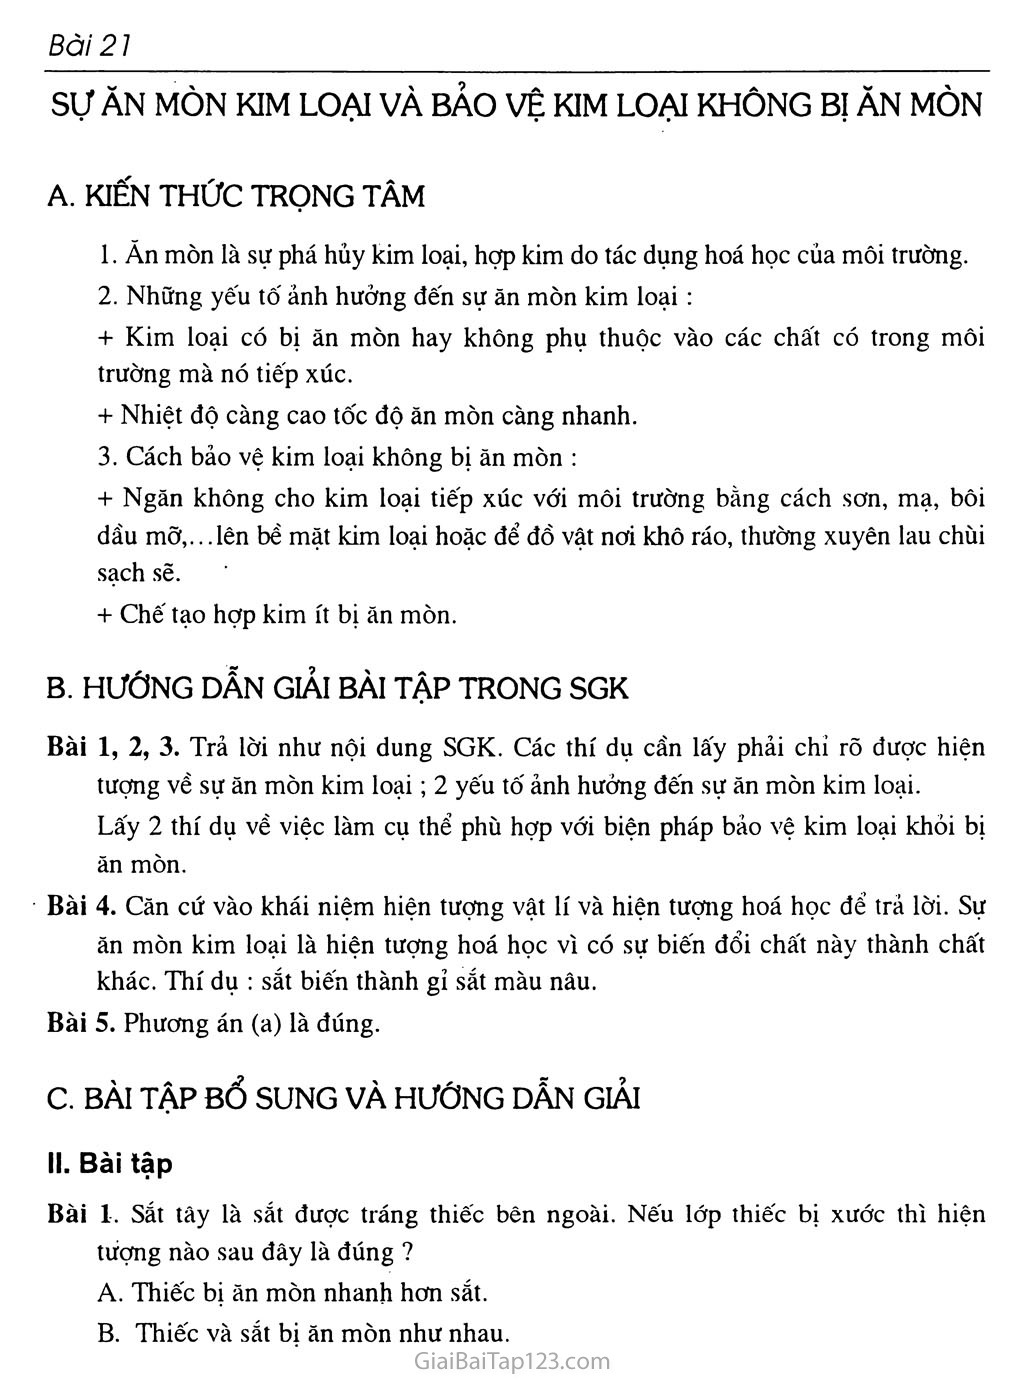 Bài 21
SỰ ĂN MÒN KIM LOẠI VÀ BẢO VỆ KIM LOẠI KHÔNG BỊ ĂN MÒN
A. KIẾN THỨC TRỌNG TÂM
1. Ăn mòn là sự phá hủy kim loại, hợp kim do tác dụng hoá học của môi trường.
2. Những yếu tố ảnh hưởng đến sự ăn mòn kim loại :
+ Kim loại có bị ăn mòn hay không phụ thuộc vào các chất có trong môi
trường mà nó tiếp xúc.
+ Nhiệt độ càng cao tốc độ ăn mòn càng nhanh.
3. Cách bảo vệ kim loại không bị ăn mòn :
+ Ngăn không cho kim loại tiếp xúc với môi trường bằng cách sơn, mạ, bôi
dầu mỡ,...lên bề mặt kim loại hoặc để đồ vật nơi khô ráo, thường xuyên lau chùi
sạch sẽ.
+ Chế tạo hợp kim ít bị ăn mòn.
B. HƯỚNG DẪN GIẢI BÀI TẬP TRONG SGK
Bài 1, 2, 3. Trả lời như nội dung SGK. Các thí dụ cần lấy phải chỉ rõ được hiện
tượng về sự ăn mòn kim loại ; 2 yếu tố ảnh hưởng đến sự ăn mòn kim loại.
Lấy 2 thí dụ về việc làm cụ thể phù hợp với biện pháp bảo vệ kim loại khỏi bị
ăn mòn.
Bài 4. Căn cứ vào khái niệm hiện tượng vật lí và hiện tượng hoá học để trả lời. Sự
ăn mòn kim loại là hiện tượng hoá học vì có sự biến đổi chất này thành chất
khác. Thí dụ : sắt biến thành gỉ sắt màu nâu.
Bài 5. Phương án (a) là đúng.
C. BÀI TẬP BỔ SUNG VÀ HƯỚNG DẪN GIẢI
II. Bài tập
Bài 1. Sắt tây là sắt được tráng thiếc bên ngoài. Nếu lớp thiếc bị xước thì hiện
tượng nào sau đây là đúng ?
A. Thiếc bị ăn mòn nhanh hơn sắt.
B. Thiếc và sắt bị ăn mòn như nhau.
GiaiBaiTap123.com